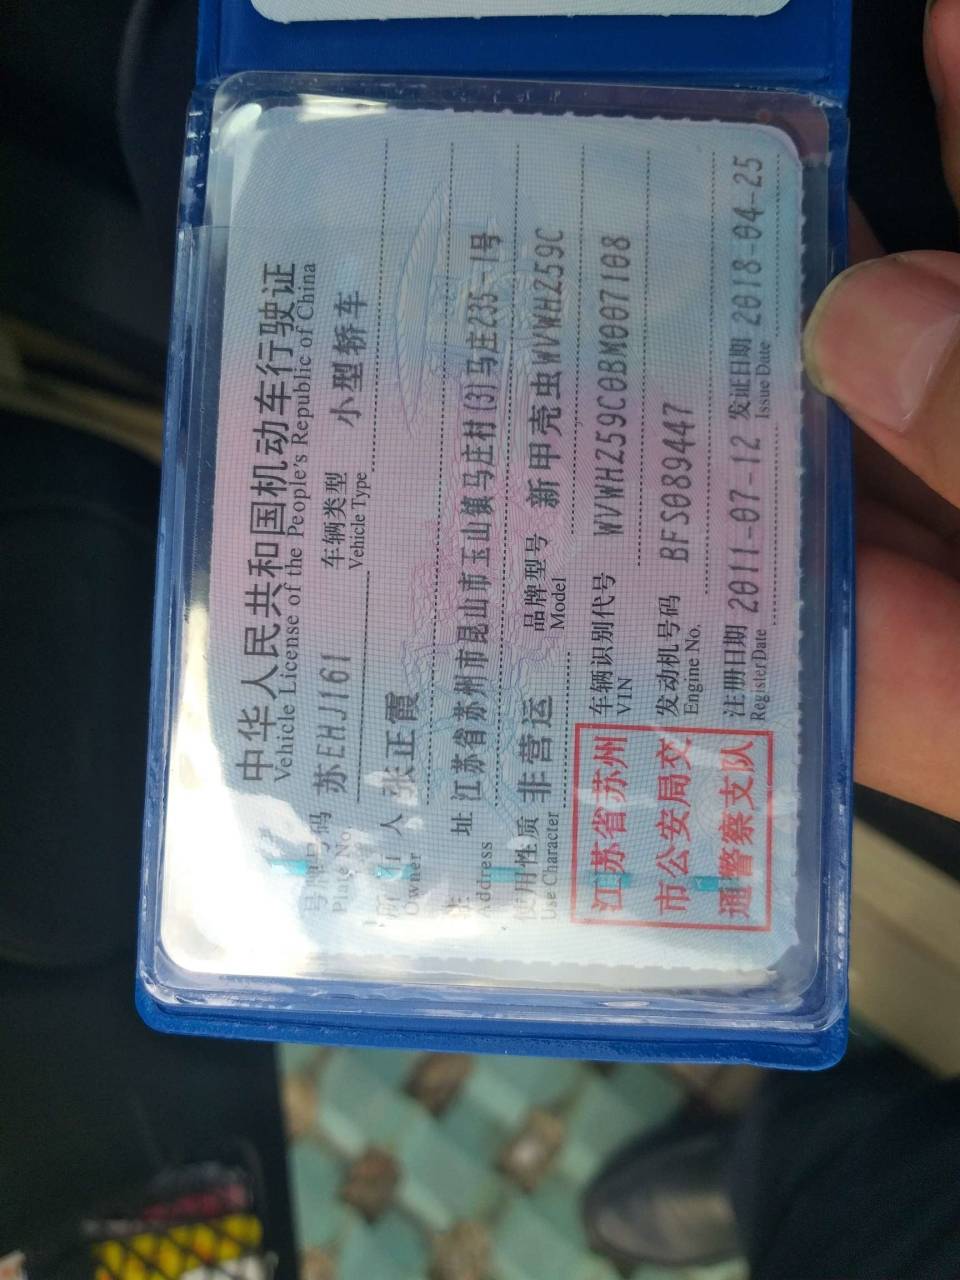 中华人民共和国机动车行驶证
Vehicle License of the People's Republic of China
号牌号码 苏EHJ161 车辆类型 小型轿车
Plate No. Vehicle Type
所有人 张正霞
Owner
住址 江苏省苏州市昆山市玉山镇马庄村(3)马庄235-1号
Address
使用性质 非营运 品牌型号 新甲壳虫WVWHZ59C
Use Character Model
江苏省苏州
市公安局交
通警察支队
车辆识别代号 WVWHZ59C0BM007108
VIN
发动机号码 BFS089447
Engine No.
注册日期 2011-07-12 发证日期 2018-04-25
Register Date Issue Date